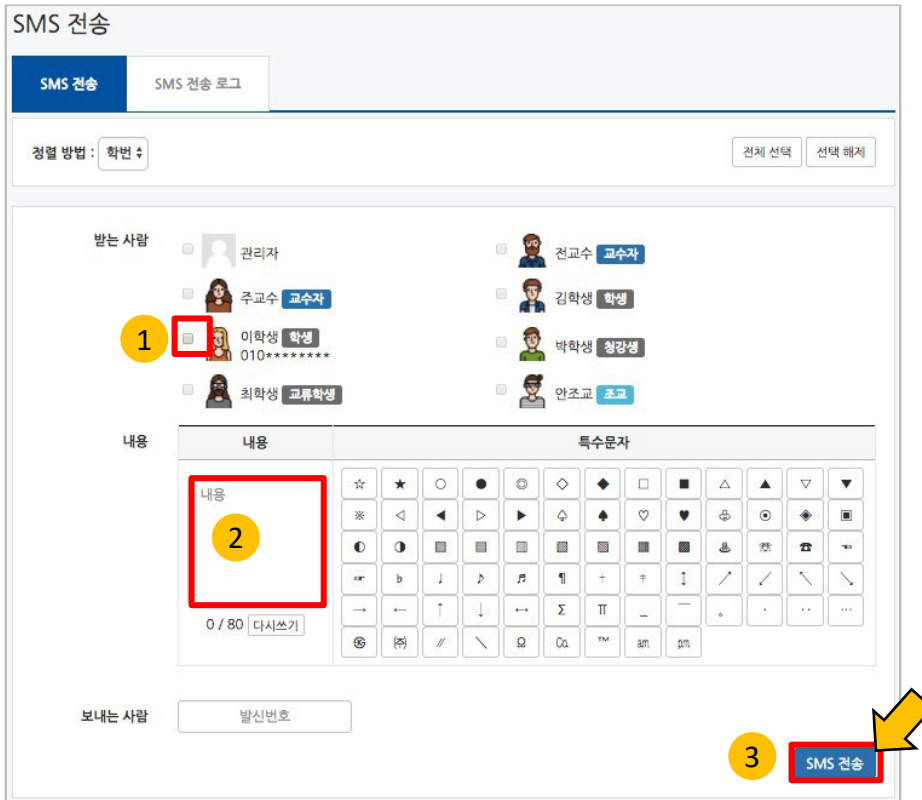 SMS 전송
SMS 전송 SMS 전송 로그
정렬 방법 : 학번 전체 선택 선택 해제
받는 사람
관리자 전교수 교수자
주교수 교수자 김학생 학생
1 이학생 학생 박학생 청강생
010********
최학생 교류학생 안조교 조교
내용 내용 특수문자
내용
2
☆ ★ ○ ● ◎ ◇ ◆ □ ■ △ ▲ ▽ ▼
※ ◁ ◀ ▷ ▶ ♤ ♠ ♡ ♥ ♧ ⊙ ◈ ▣
◐ ◑ ▒ ▤ ▥ ▨ ▧ ▦ ▩ ♨ ☏ ☎ ☜
☞ ♭ ♩ ♪ ♬ ¶ † ‡ ↕ ↗ ↙ ↖ ↘
→ ← ↑ ↓ ↔ Σ Π _ ― 。 · ‥ …
㉿ ㈜ ∥ ＼ Ω ㏇ ™ ㏂ ㏘
0 / 80 다시쓰기
보내는 사람 발신번호
3 SMS 전송